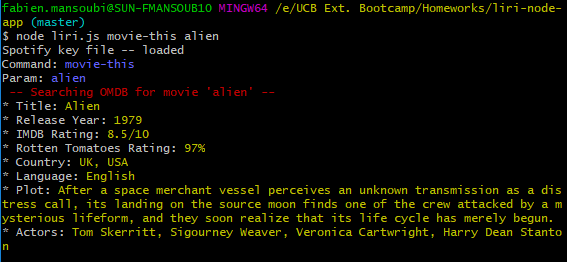 fabien.mansoubi@SUN-FMANSOUB10 MINGW64 /e/UCB Ext. Bootcamp/Homeworks/liri-node-
app (master)
$ node liri.js movie-this alien
Spotify key file -- loaded
Command: movie-this
Param: alien
 -- Searching OMDB for movie 'alien' --
* Title: Alien
* Release Year: 1979
* IMDB Rating: 8.5/10
* Rotten Tomatoes Rating: 97%
* Country: UK, USA
* Language: English
* Plot: After a space merchant vessel perceives an unknown transmission as a dis
tress call, its landing on the source moon finds one of the crew attacked by a m
ysterious lifeform, and they soon realize that its life cycle has merely begun.
* Actors: Tom Skerritt, Sigourney Weaver, Veronica Cartwright, Harry Dean Stanto
n